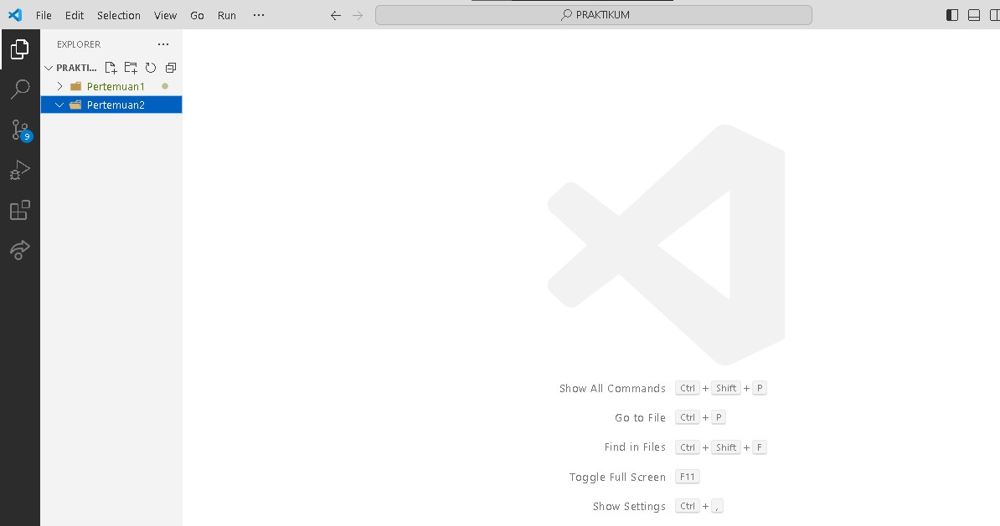 File Edit Selection View Go Run ···
PRAKTIKUM
EXPLORER ···
PRAKTI...
Pertemuan1
Pertemuan2
9
Show All Commands Ctrl + Shift + P
Go to File Ctrl + P
Find in Files Ctrl + Shift + F
Toggle Full Screen F11
Show Settings Ctrl + ,